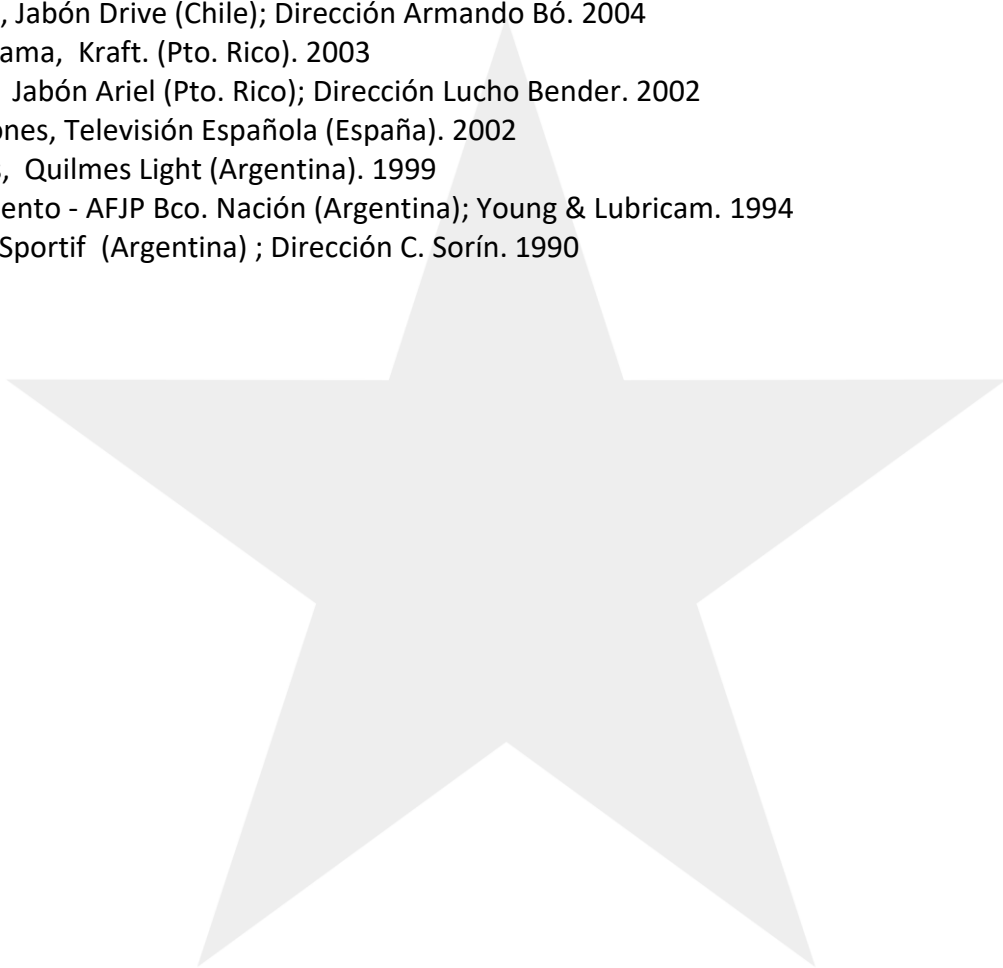 , Jabón Drive (Chile); Dirección Armando Bó. 2004
ama, Kraft. (Pto. Rico). 2003
Jabón Ariel (Pto. Rico); Dirección Lucho Bender. 2002
ones, Televisión Española (España). 2002
, Quilmes Light (Argentina). 1999
ento - AFJP Bco. Nación (Argentina); Young & Lubricam. 1994
Sportif (Argentina) ; Dirección C. Sorín. 1990